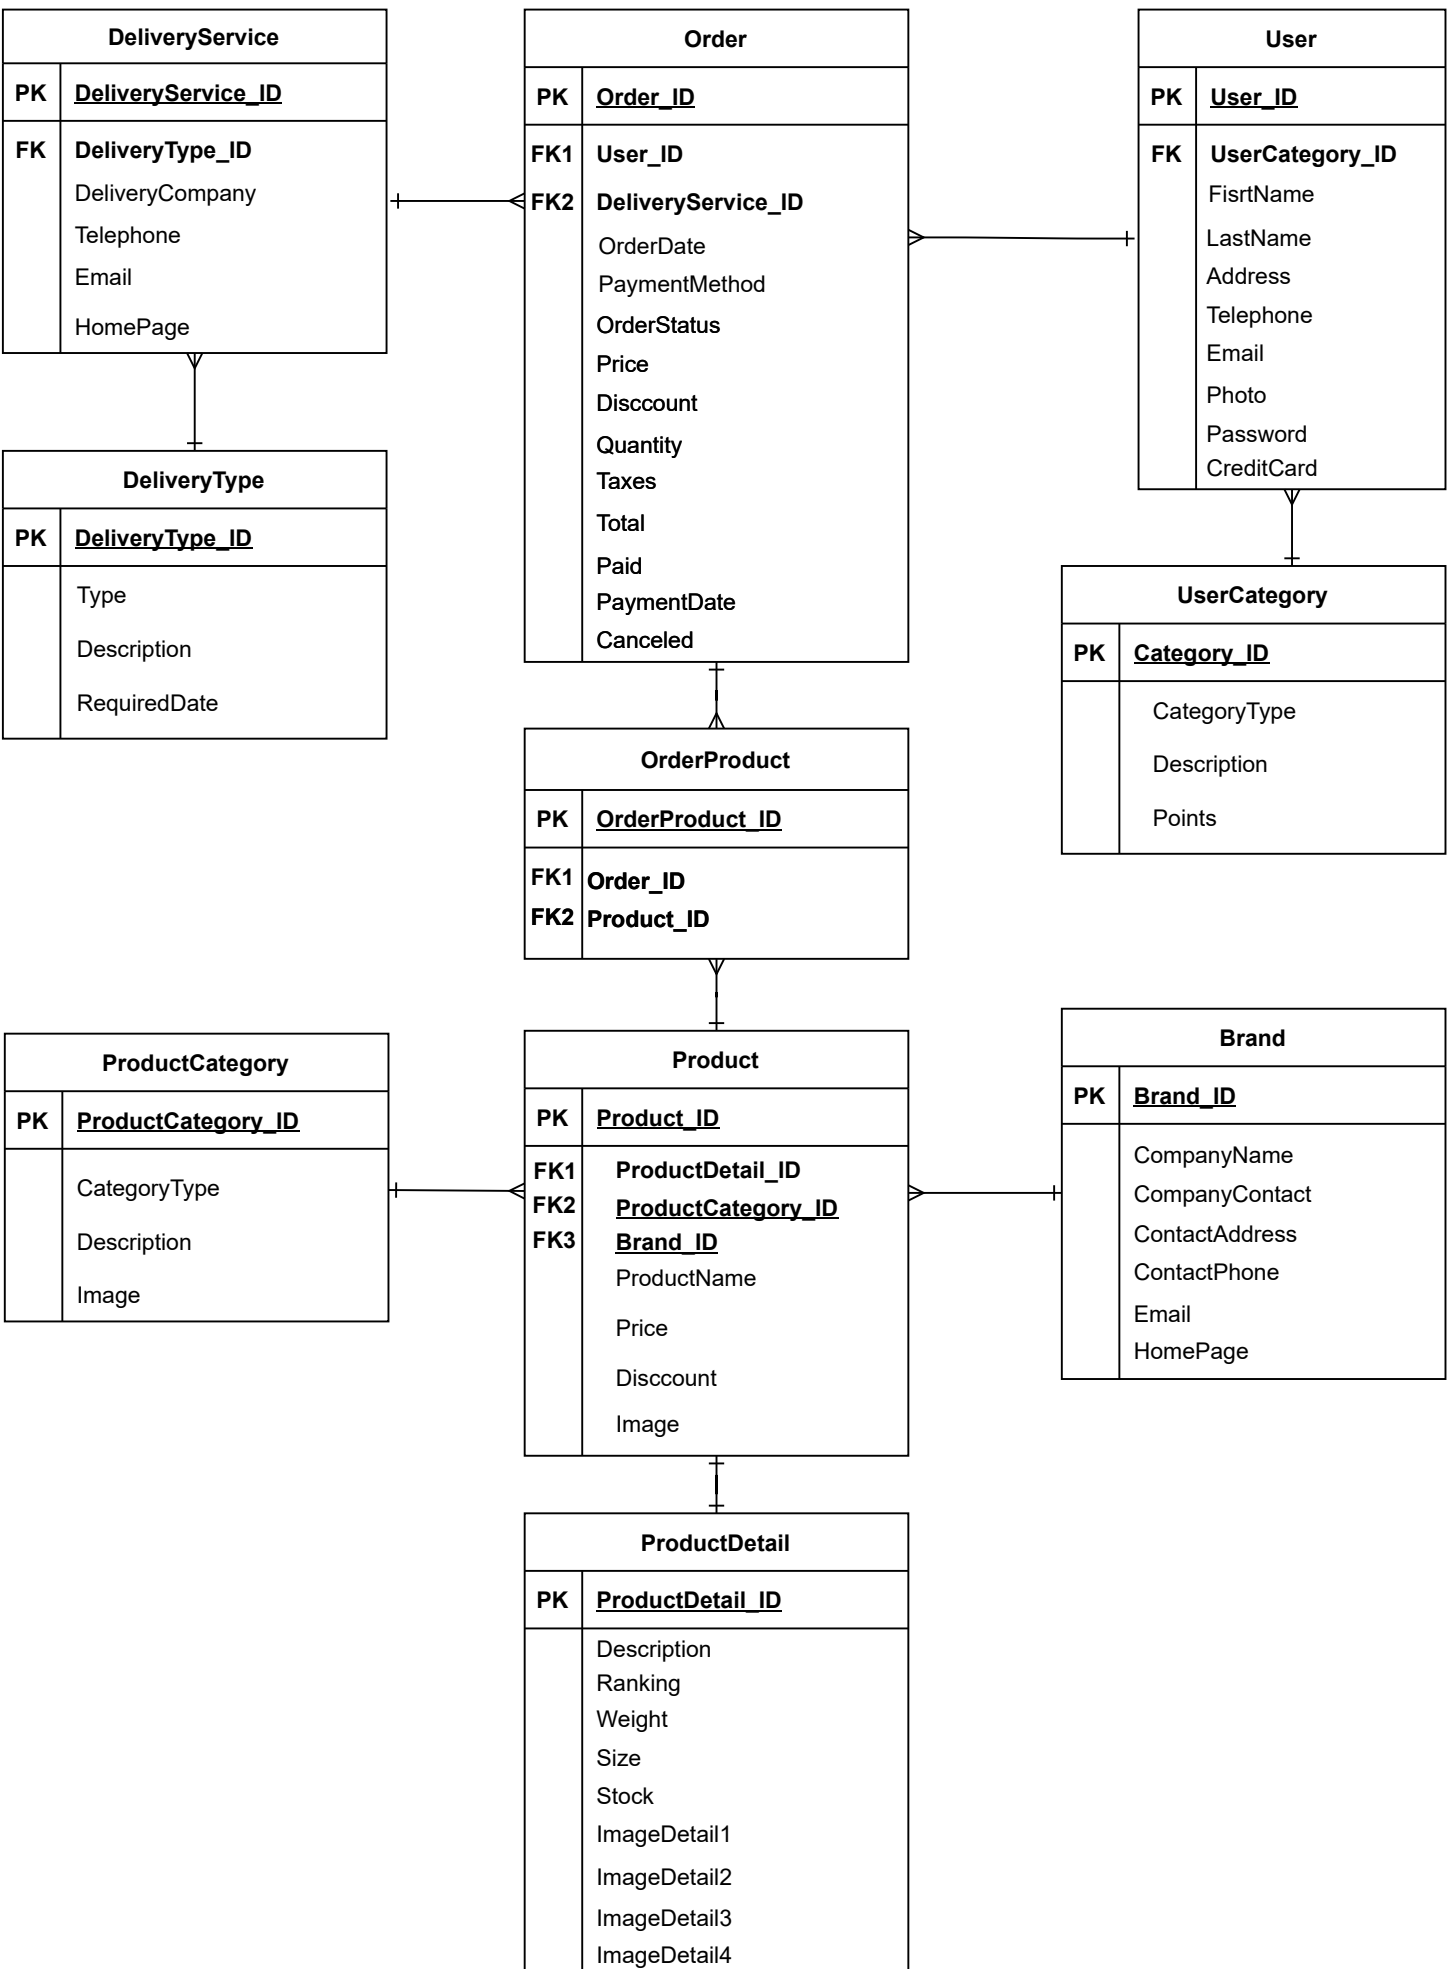 DeliveryService
PK DeliveryService_ID
FK DeliveryType_ID
DeliveryCompany
Telephone
Email
HomePage
Order
PK Order_ID
FK1 User_ID
FK2 DeliveryService_ID
OrderDate
PaymentMethod
OrderStatus
Price
Disccount
Quantity
Taxes
Total
Paid
PaymentDate
Canceled
User
PK User_ID
FK UserCategory_ID
FisrtName
LastName
Address
Telephone
Email
Photo
Password
CreditCard
DeliveryType
PK DeliveryType_ID
Type
Description
RequiredDate
UserCategory
PK Category_ID
CategoryType
Description
Points
OrderProduct
PK OrderProduct_ID
FK1 Order_ID
FK2 Product_ID
ProductCategory
PK ProductCategory_ID
CategoryType
Description
Image
Product
PK Product_ID
FK1 ProductDetail_ID
FK2 ProductCategory_ID
FK3 Brand_ID
ProductName
Price
Disccount
Image
Brand
PK Brand_ID
CompanyName
CompanyContact
ContactAddress
ContactPhone
Email
HomePage
ProductDetail
PK ProductDetail_ID
Description
Ranking
Weight
Size
Stock
ImageDetail1
ImageDetail2
ImageDetail3
ImageDetail4